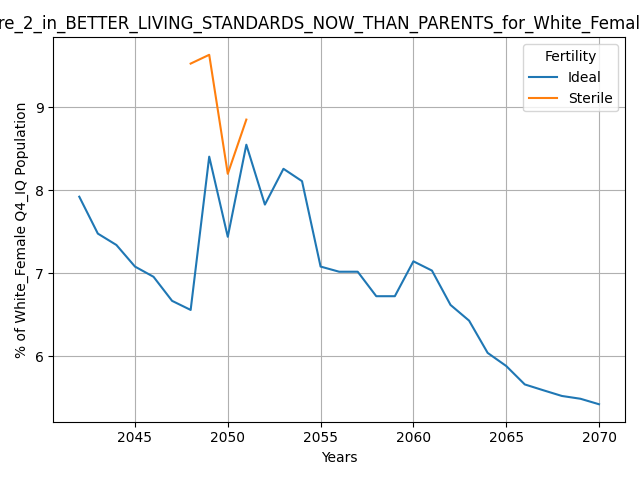 re_2_in_BETTER_LIVING_STANDARDS_NOW_THAN_PARENTS_for_White_Femal
Fertility
Ideal
Sterile
% of White_Female Q4_IQ Population
9
8
7
6
2045 2050 2055 2060 2065 2070
Years